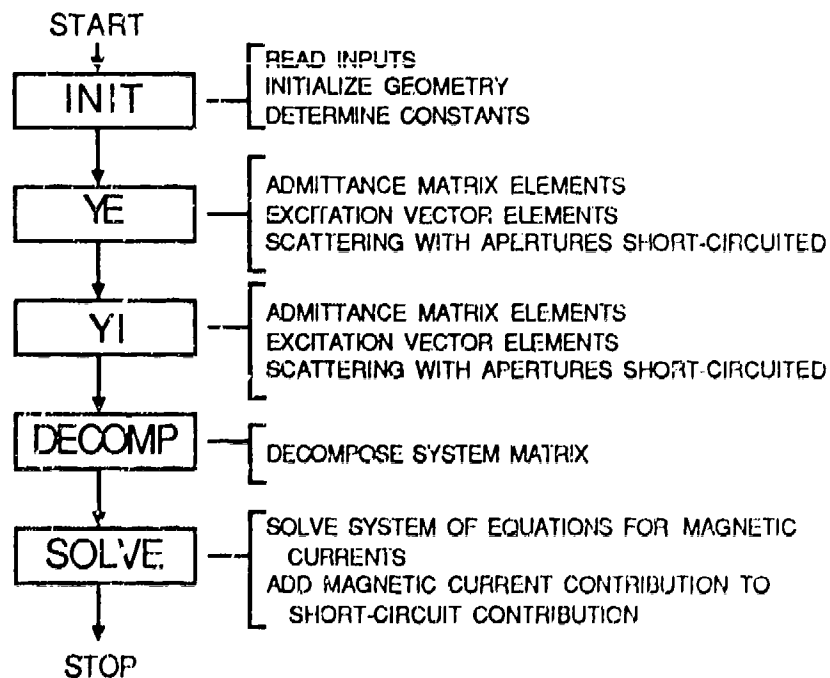 START
INIT
READ INPUTS
INITIALIZE GEOMETRY
DETERMINE CONSTANTS
YE
ADMITTANCE MATRIX ELEMENTS
EXCITATION VECTOR ELEMENTS
SCATTERING WITH APERTURES SHORT-CIRCUITED
YI
ADMITTANCE MATRIX ELEMENTS
EXCITATION VECTOR ELEMENTS
SCATTERING WITH APERTURES SHORT-CIRCUITED
DECOMP
DECOMPOSE SYSTEM MATRIX
SOLVE
SOLVE SYSTEM OF EQUATIONS FOR MAGNETIC
CURRENTS
ADD MAGNETIC CURRENT CONTRIBUTION TO
SHORT-CIRCUIT CONTRIBUTION
STOP